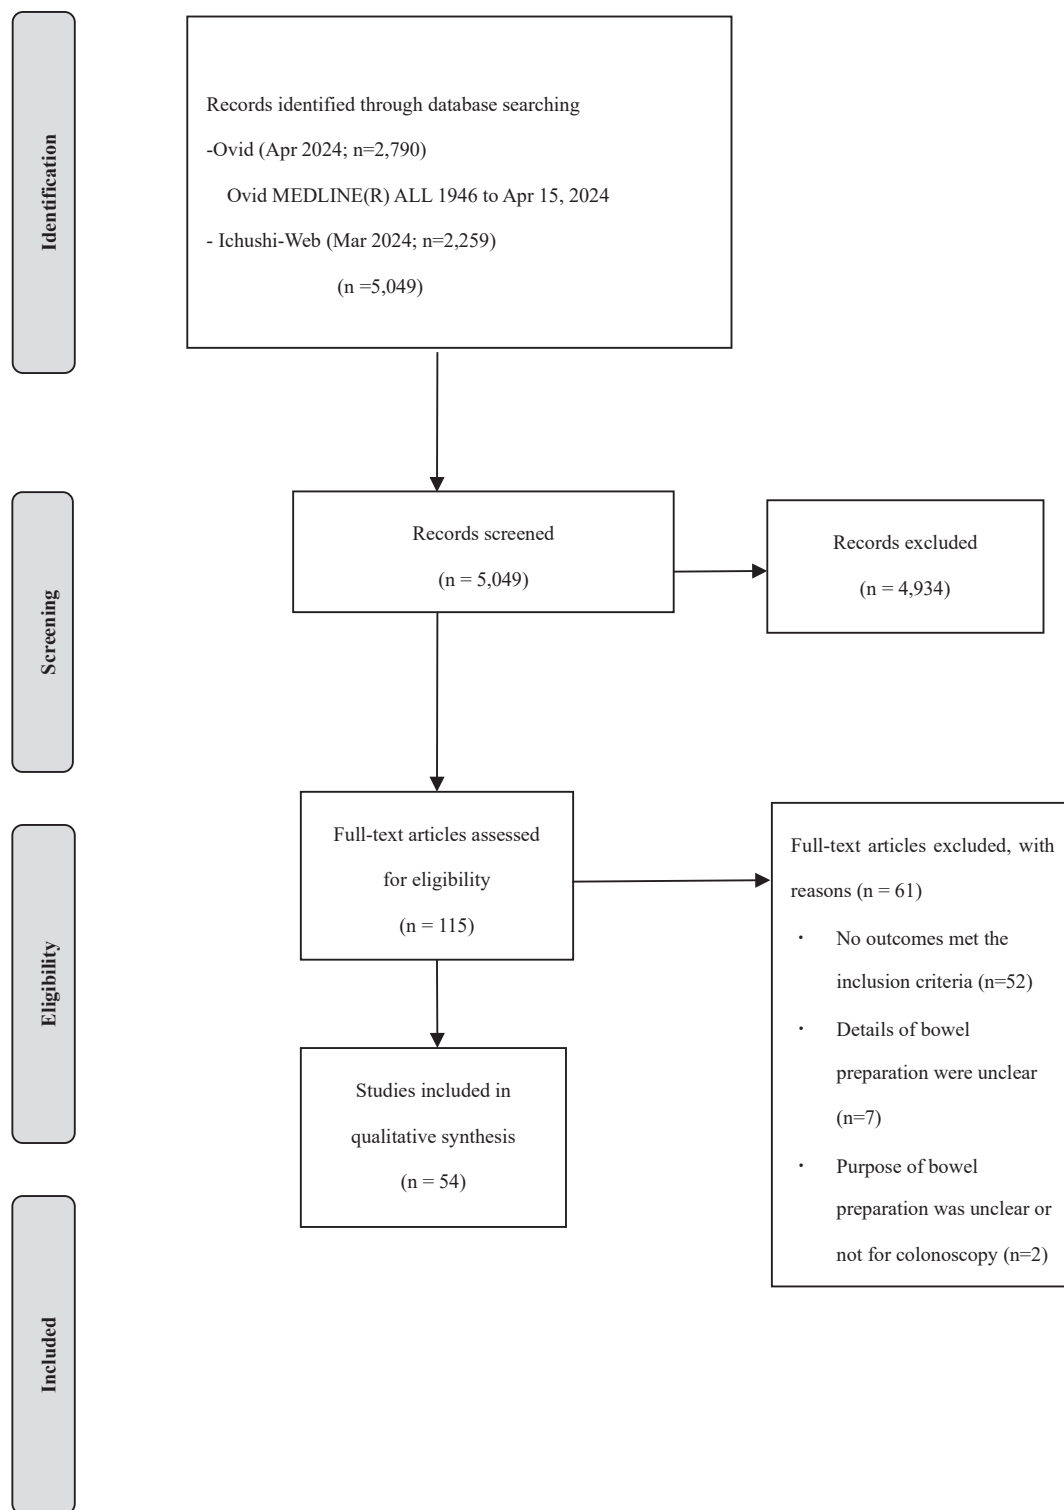 Identification
Records identified through database searching
-Ovid (Apr 2024; n=2,790)
Ovid MEDLINE(R) ALL 1946 to Apr 15, 2024
- Ichushi-Web (Mar 2024; n=2,259)
(n =5,049)
Screening
Records screened
(n = 5,049)
Records excluded
(n = 4,934)
Eligibility
Full-text articles assessed
for eligibility
(n = 115)
Full-text articles excluded, with
reasons (n = 61)
・ No outcomes met the
inclusion criteria (n=52)
・ Details of bowel
preparation were unclear
(n=7)
・ Purpose of bowel
preparation was unclear or
not for colonoscopy (n=2)
Included
Studies included in
qualitative synthesis
(n = 54)